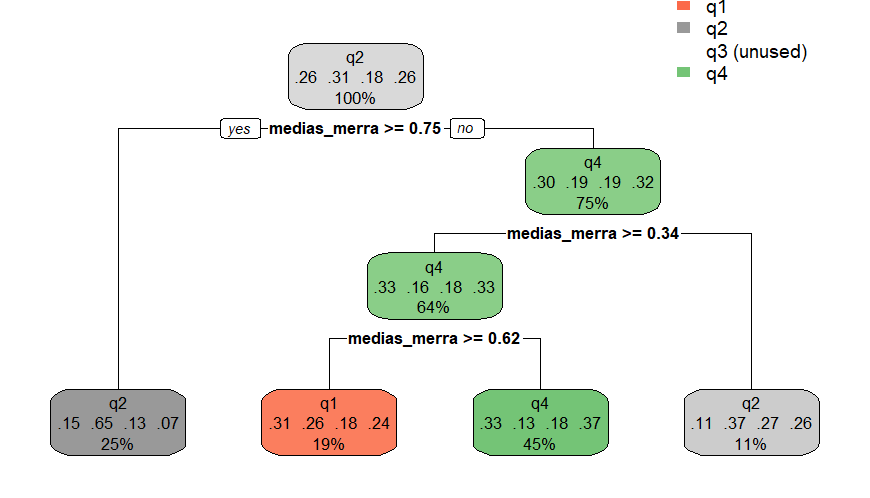 q1
q2
q3 (unused)
q4
q2
.26 .31 .18 .26
100%
yes medias_merra >= 0.75 no
q4
.30 .19 .19 .32
75%
medias_merra >= 0.34
q4
.33 .16 .18 .33
64%
medias_merra >= 0.62
q2
.15 .65 .13 .07
25%
q1
.31 .26 .18 .24
19%
q4
.33 .13 .18 .37
45%
q2
.11 .37 .27 .26
11%